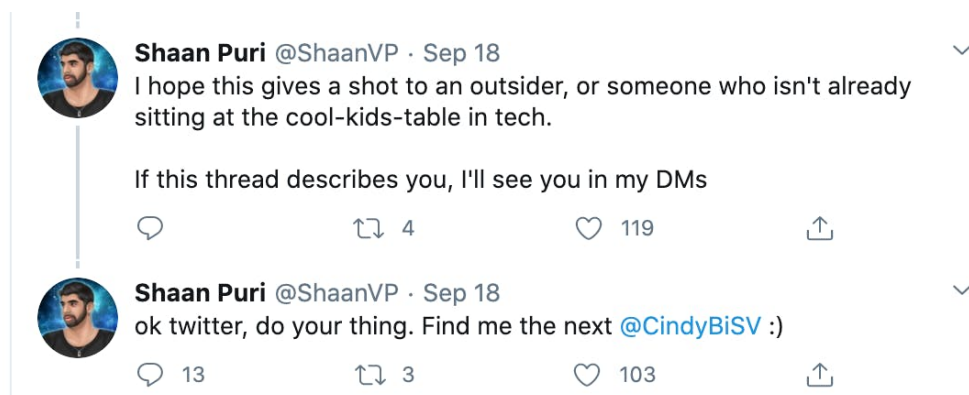 Shaan Puri @ShaanVP · Sep 18
I hope this gives a shot to an outsider, or someone who isn't already
sitting at the cool-kids-table in tech.
If this thread describes you, I'll see you in my DMs
4 119
Shaan Puri @ShaanVP · Sep 18
ok twitter, do your thing. Find me the next @CindyBiSV :)
13 3 103